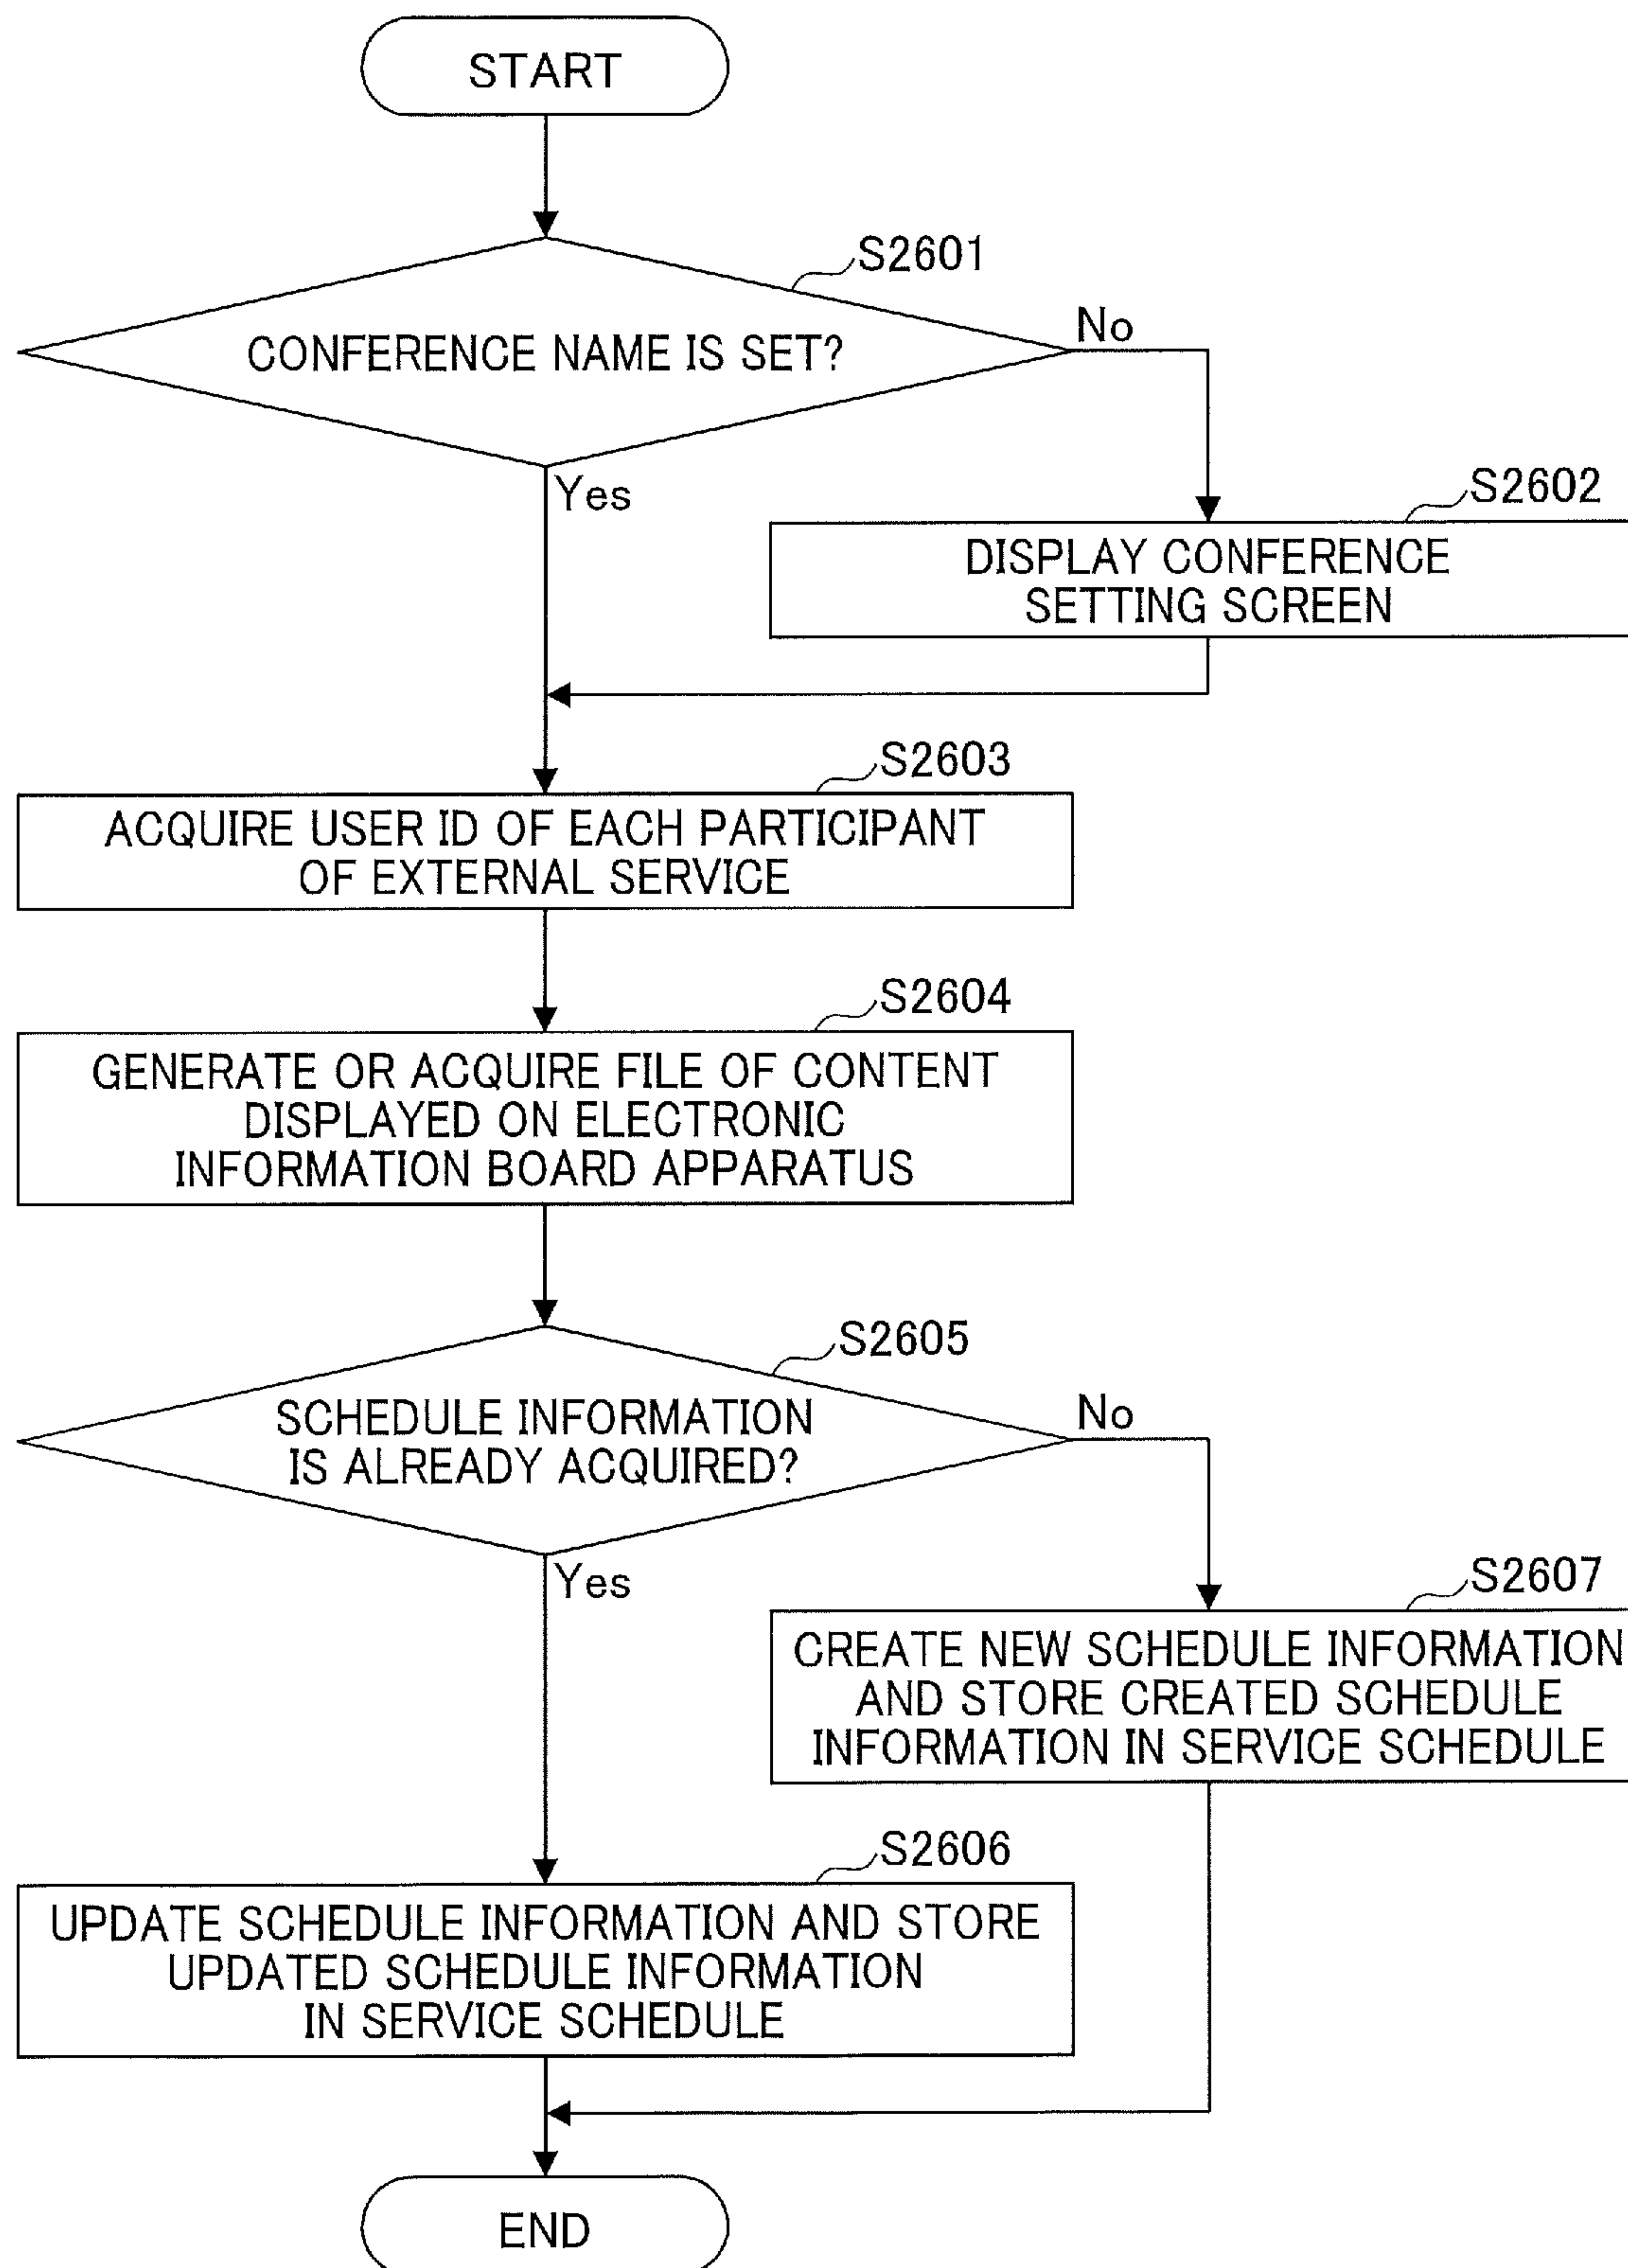 START
S2601
CONFERENCE NAME IS SET?
No
Yes
S2602
DISPLAY CONFERENCE
SETTING SCREEN
S2603
ACQUIRE USER ID OF EACH PARTICIPANT
OF EXTERNAL SERVICE
S2604
GENERATE OR ACQUIRE FILE OF CONTENT
DISPLAYED ON ELECTRONIC
INFORMATION BOARD APPARATUS
S2605
SCHEDULE INFORMATION
IS ALREADY ACQUIRED?
No
Yes
S2607
CREATE NEW SCHEDULE INFORMATION
AND STORE CREATED SCHEDULE
INFORMATION IN SERVICE SCHEDULE
S2606
UPDATE SCHEDULE INFORMATION AND STORE
UPDATED SCHEDULE INFORMATION
IN SERVICE SCHEDULE
END